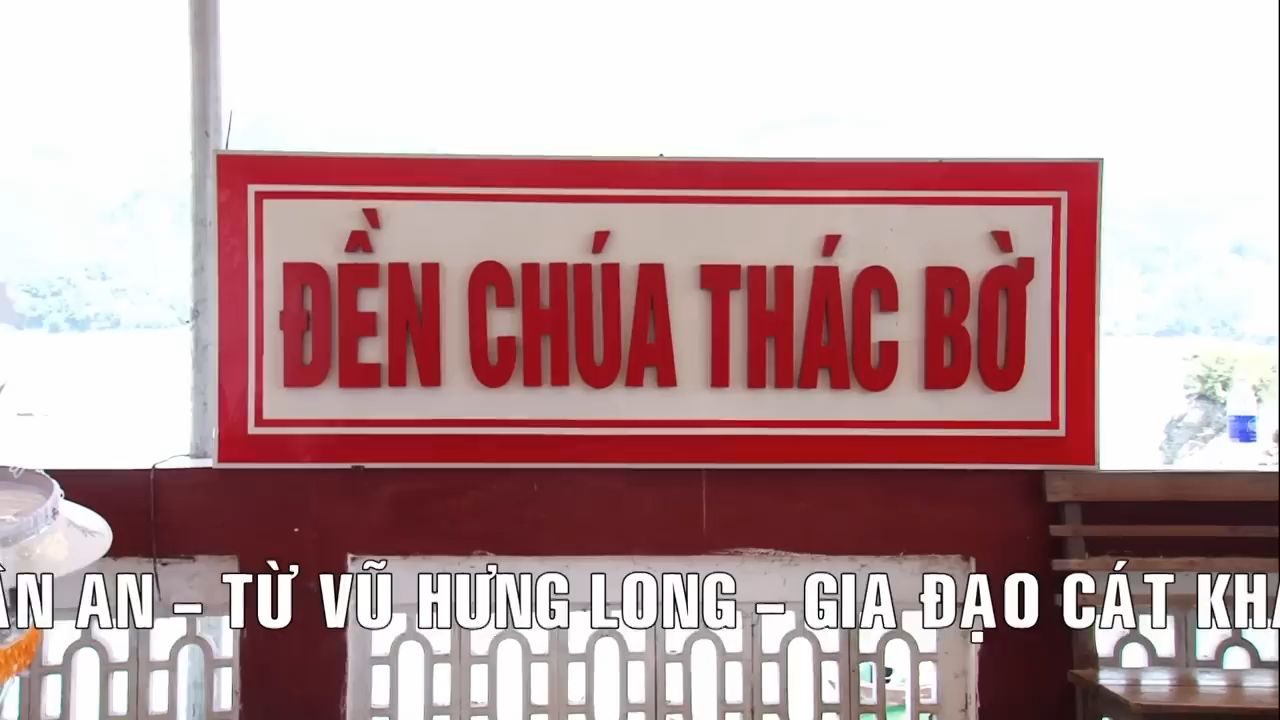 ĐỀN CHÚA THÁC BỜ
AN – TỪ VŨ HƯNG LONG – GIA ĐẠO CÁT